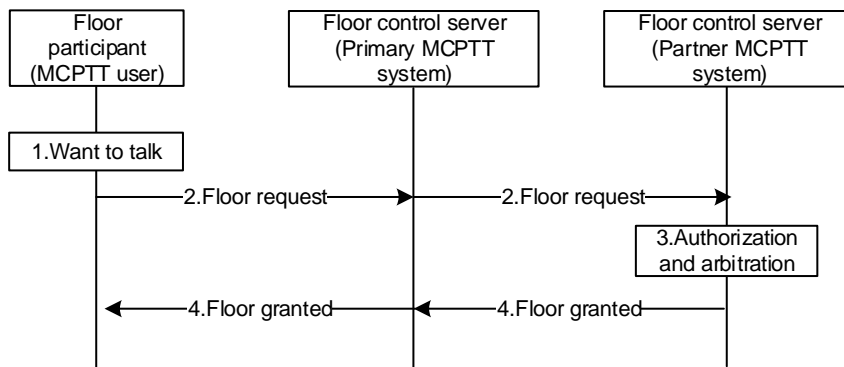 Floor
participant
(MCPTT user)
Floor control server
(Primary MCPTT
system)
Floor control server
(Partner MCPTT
system)
1.Want to talk
2.Floor request
2.Floor request
3.Authorization
and arbitration
4.Floor granted
4.Floor granted